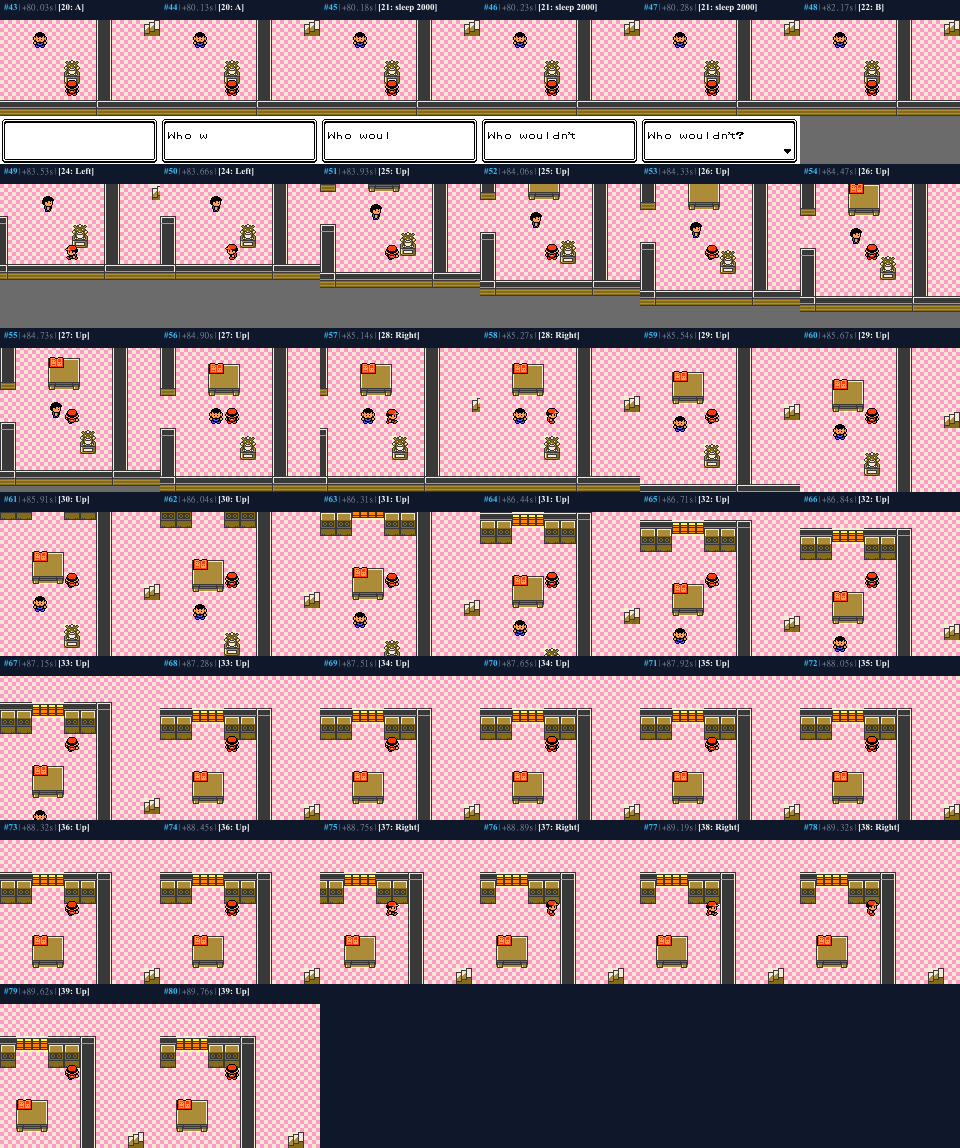 #43|+80.03s| [20: A]
#44|+80.13s| [20: A]
#45|+80.18s| [21: sleep 2000]
#46|+80.23s| [21: sleep 2000]
#47|+80.28s| [21: sleep 2000]
#48|+82.17s| [22: B]
Who w
Who woul
Who wouldn't
Who wouldn't?
#49|+83.53s| [24: Left]
#50|+83.66s| [24: Left]
#51|+83.93s| [25: Up]
#52|+84.06s| [25: Up]
#53|+84.33s| [26: Up]
#54|+84.47s| [26: Up]
#55|+84.73s| [27: Up]
#56|+84.90s| [27: Up]
#57|+85.14s| [28: Right]
#58|+85.27s| [28: Right]
#59|+85.54s| [29: Up]
#60|+85.67s| [29: Up]
#61|+85.91s| [30: Up]
#62|+86.04s| [30: Up]
#63|+86.31s| [31: Up]
#64|+86.44s| [31: Up]
#65|+86.71s| [32: Up]
#66|+86.84s| [32: Up]
#67|+87.15s| [33: Up]
#68|+87.28s| [33: Up]
#69|+87.51s| [34: Up]
#70|+87.65s| [34: Up]
#71|+87.92s| [35: Up]
#72|+88.05s| [35: Up]
#73|+88.32s| [36: Up]
#74|+88.45s| [36: Up]
#75|+88.75s| [37: Right]
#76|+88.89s| [37: Right]
#77|+89.19s| [38: Right]
#78|+89.32s| [38: Right]
#79|+89.62s| [39: Up]
#80|+89.76s| [39: Up]